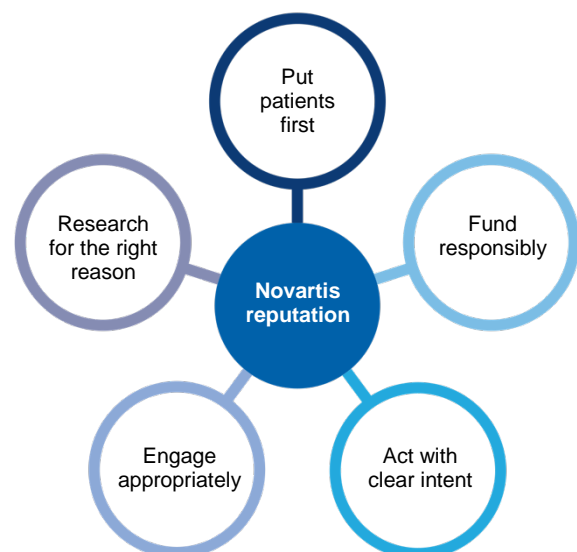 Put
patients
first
Research
for the right
reason
Fund
responsibly
Novartis
reputation
Engage
appropriately
Act with
clear intent